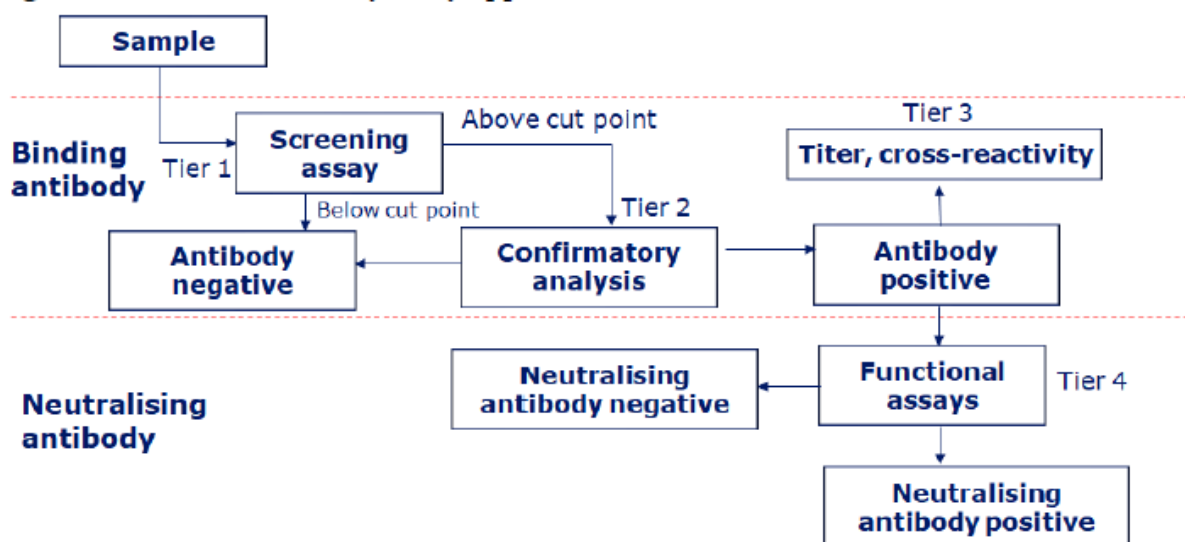 Sample
Tier 3
Above cut point
Screening
assay
Titer, cross-reactivity
Binding
antibody
Tier 1
Below cut point
Tier 2
Antibody
negative
Confirmatory
analysis
Antibody
positive
Functional
assays
Tier 4
Neutralising
antibody negative
Neutralising
antibody
Neutralising
antibody positive